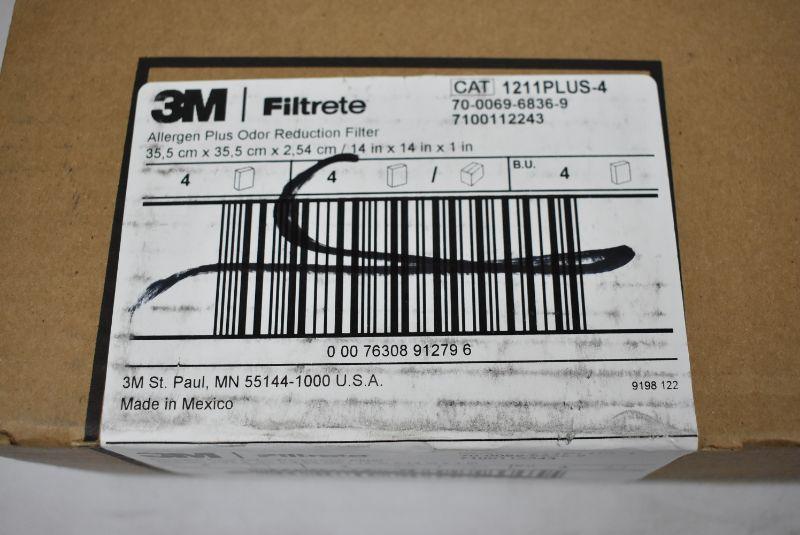 3M | Filtrete
CAT 1211PLUS-4
70-0069-6836-9
7100112243
Allergen Plus Odor Reduction Filter
35,5 cm x 35,5 cm x 2,54 cm / 14 in x 14 in x 1 in
4 4 / B.U. 4
0 00 76308 91279 6
3M St. Paul, MN 55144-1000 U.S.A.
9198 122
Made in Mexico
3M | Filtrete